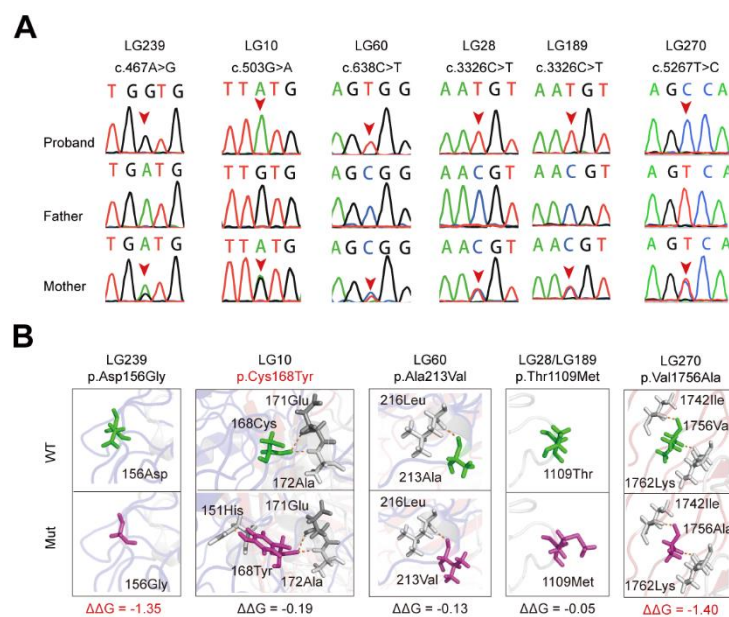 A
LG239 LG10 LG60 LG28 LG189 LG270
c.467A>G c.503G>A c.638C>T c.3326C>T c.3326C>T c.5267T>C
T G G T G T T A T G A G T G G A A T G T A A T G T A G C C A
Proband
T G A T G T T G T G A G C G G A A C G T A A C G T A G T C A
Father
T G A T G T T A T G A G C G G A A C G T A A C G T A G T C A
Mother
B
LG239 LG10 LG60 LG28/LG189 LG270
p.Asp156Gly p.Cys168Tyr p.Ala213Val p.Thr1109Met p.Val1756Ala
WT
171Glu 216Leu 1742Ile
168Cys 1756Val
156Asp 172Ala 213Ala 1109Thr 1762Lys
Mut
171Glu 216Leu 1742Ile
151His 1756Ala
156Gly 168Tyr 172Ala 213Val 1109Met 1762Lys
ΔΔG = -1.35 ΔΔG = -0.19 ΔΔG = -0.13 ΔΔG = -0.05 ΔΔG = -1.40